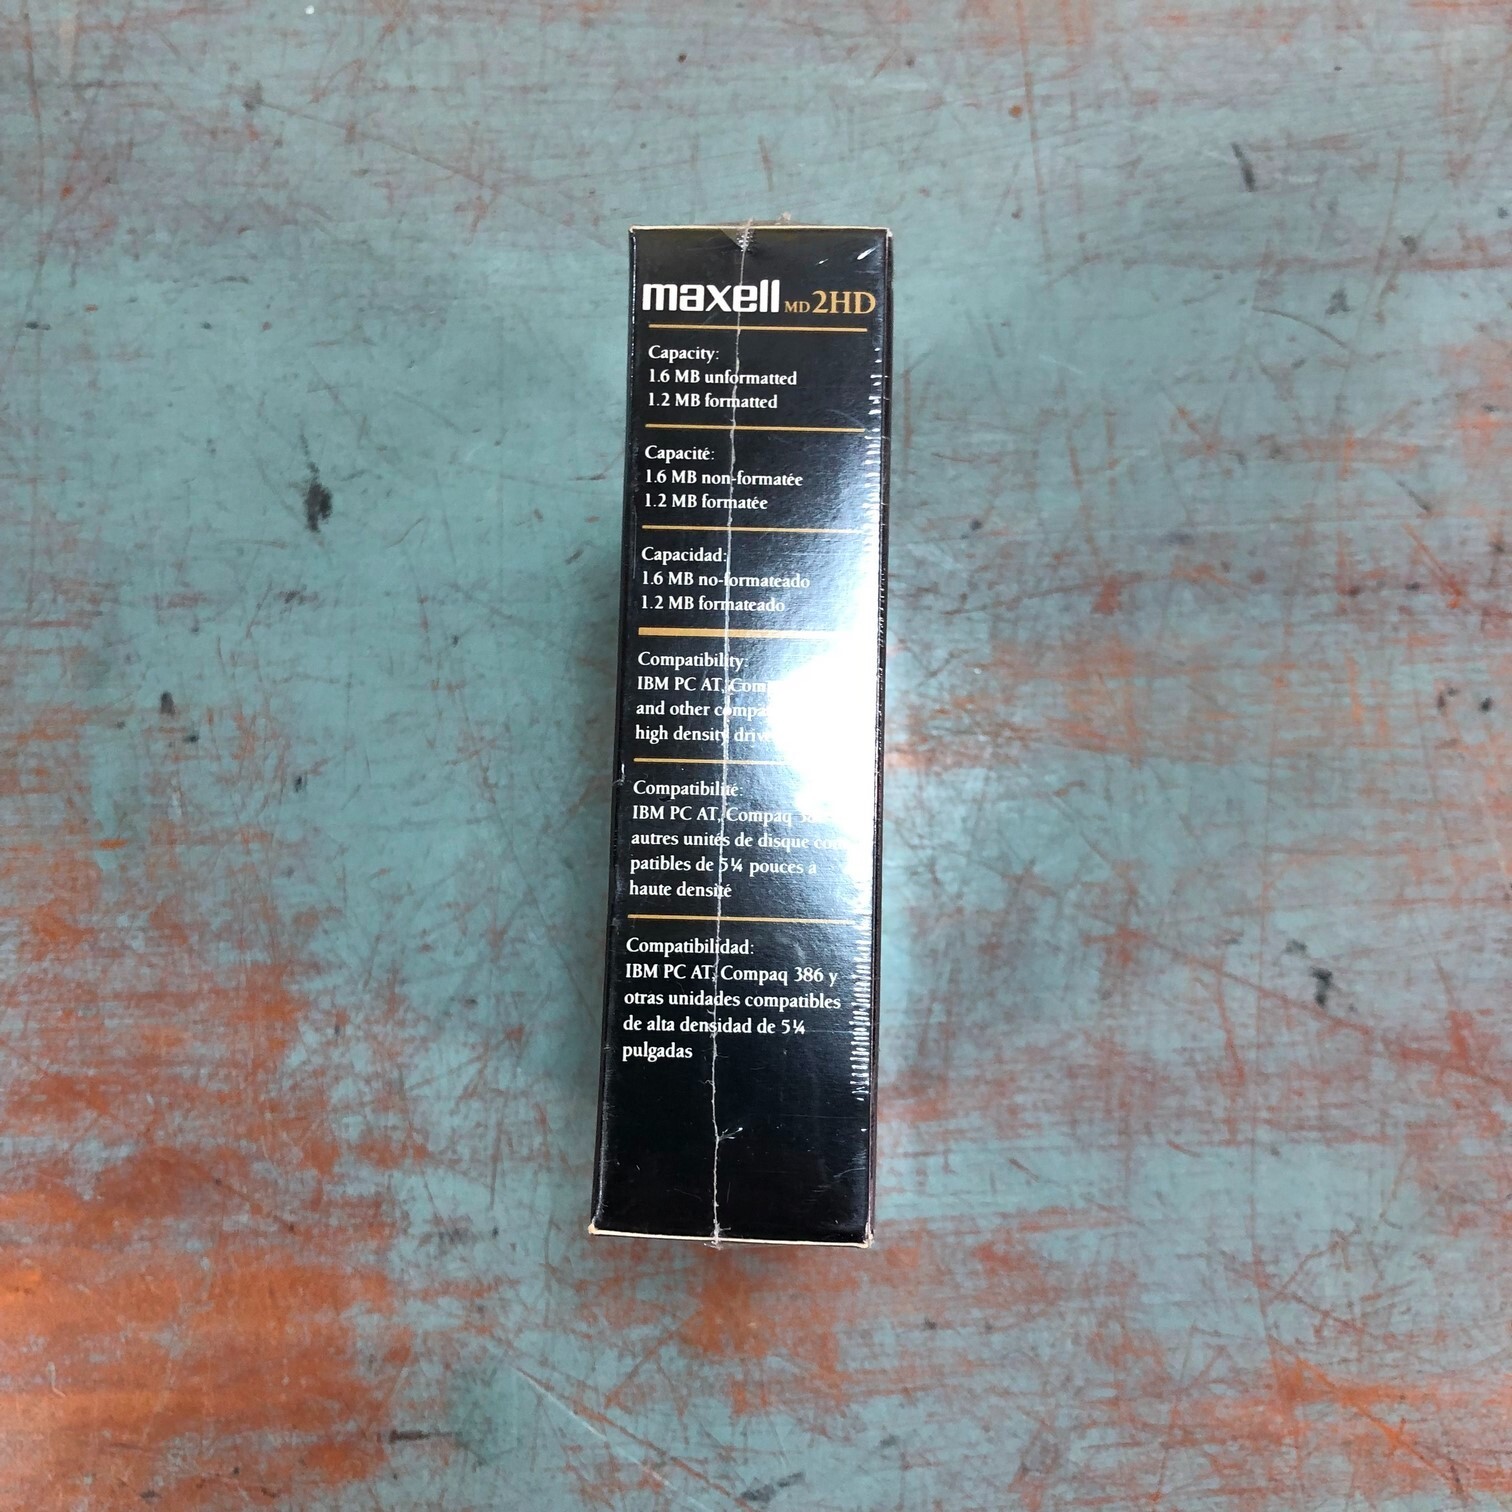 maxell MD 2HD
Capacity:
1.6 MB unformatted
1.2 MB formatted
Capacité:
1.6 MB non-formatée
1.2 MB formatée
Capacidad:
1.6 MB no-formateado
1.2 MB formateado
Compatibility:
IBM PC AT,
and other
high density
Compatibilité:
IBM PC AT, Compaq
autres unités de disque com
patibles de 5¼ pouces a
haute densité
Compatibilidad:
IBM PC AT, Compaq 386 y
otras unidades compatibles
de alta densidad de 5¼
pulgadas